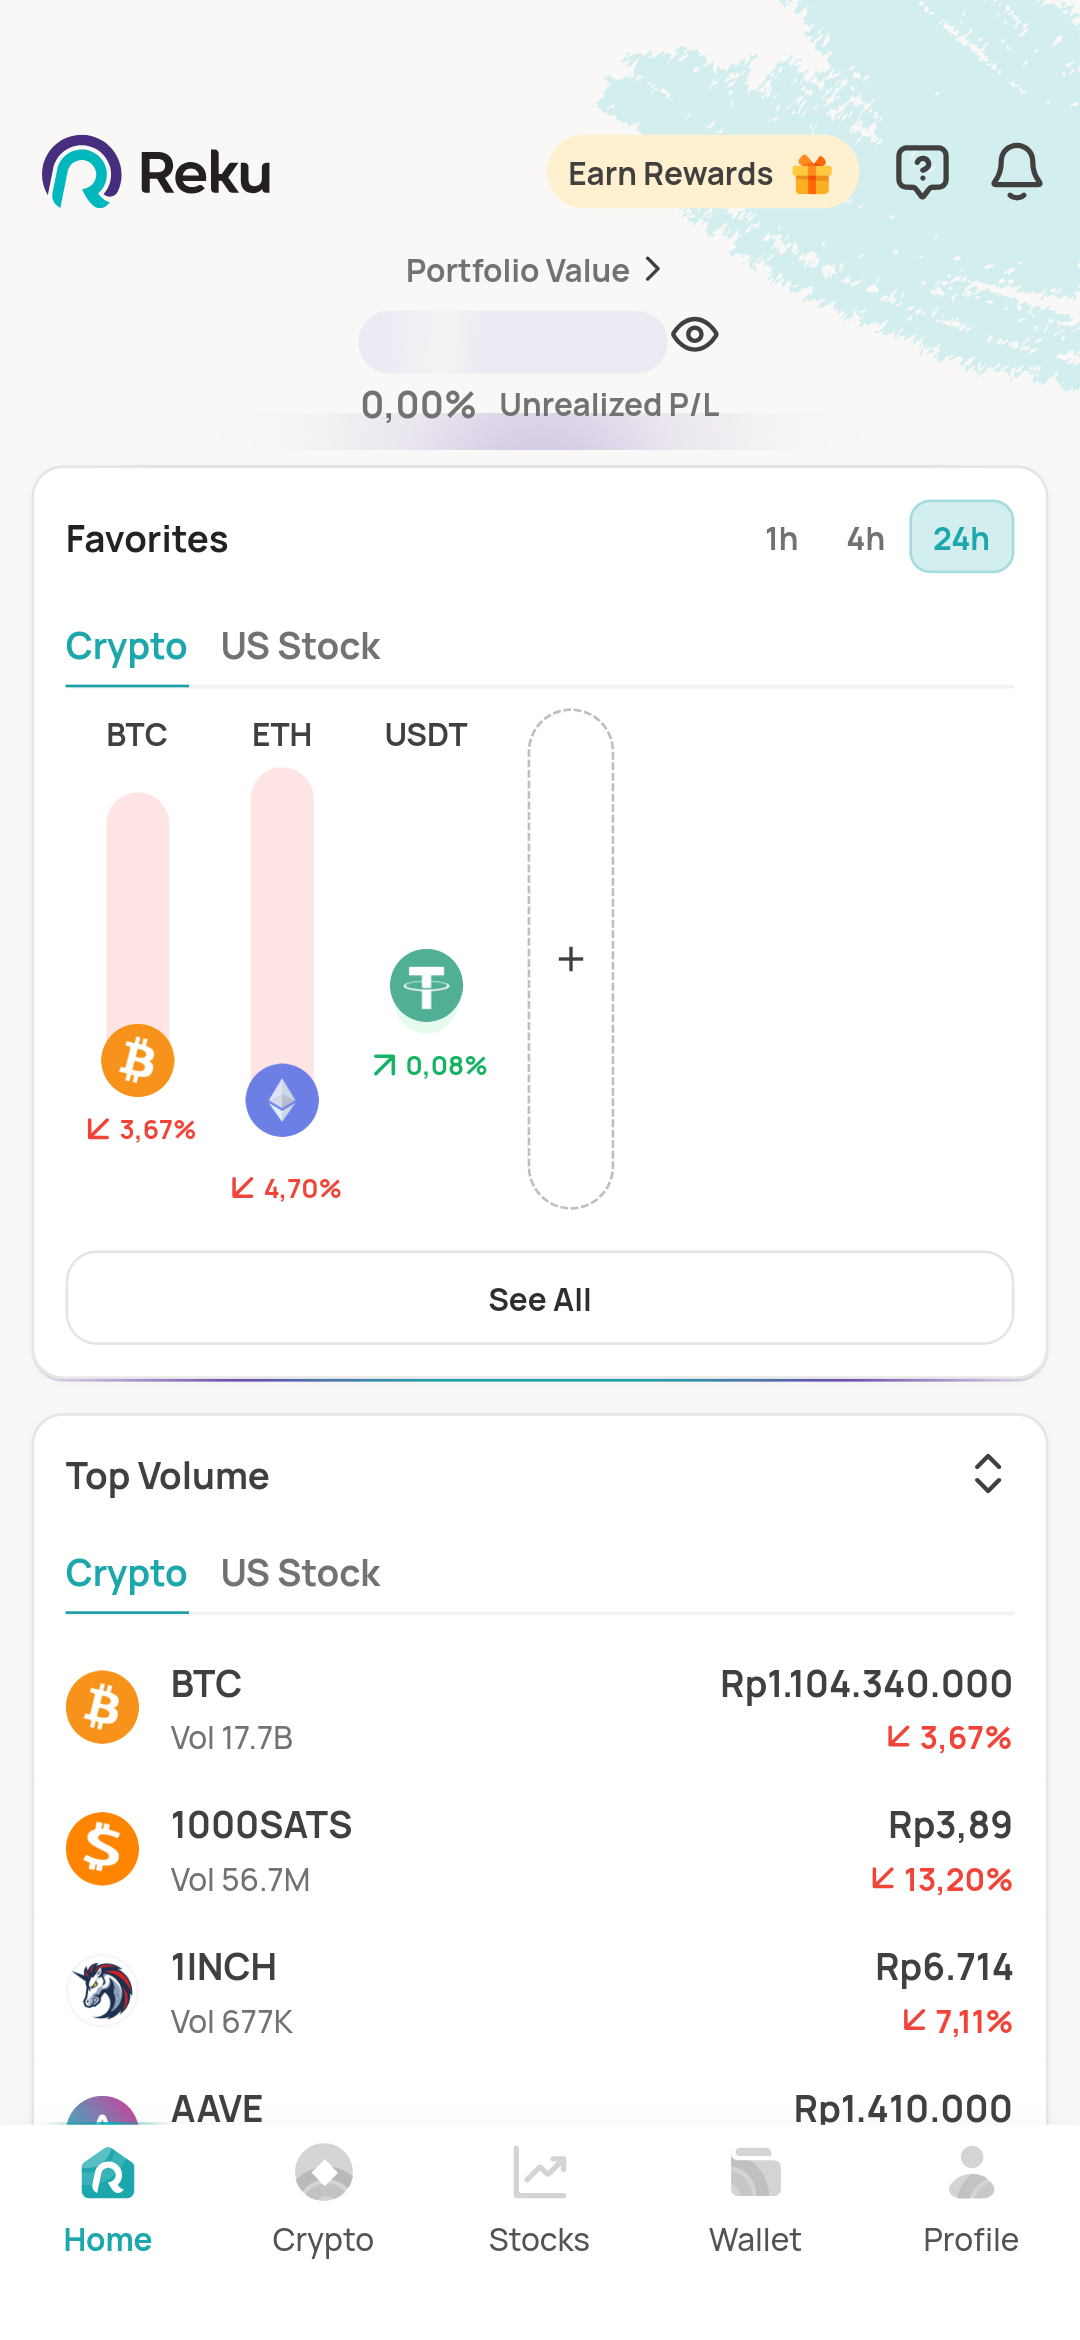 Reku
Earn Rewards
Portfolio Value
0,00% Unrealized P/L
Favorites
1h 4h 24h
Crypto US Stock
BTC ETH USDT
0,08%
3,67%
4,70%
See All
Top Volume
Crypto US Stock
BTC Rp1.104.340.000
Vol 17.7B 3,67%
1000SATS Rp3,89
Vol 56.7M 13,20%
1INCH Rp6.714
Vol 677K 7,11%
AAVE Rp1.410.000
Home Crypto Stocks Wallet Profile